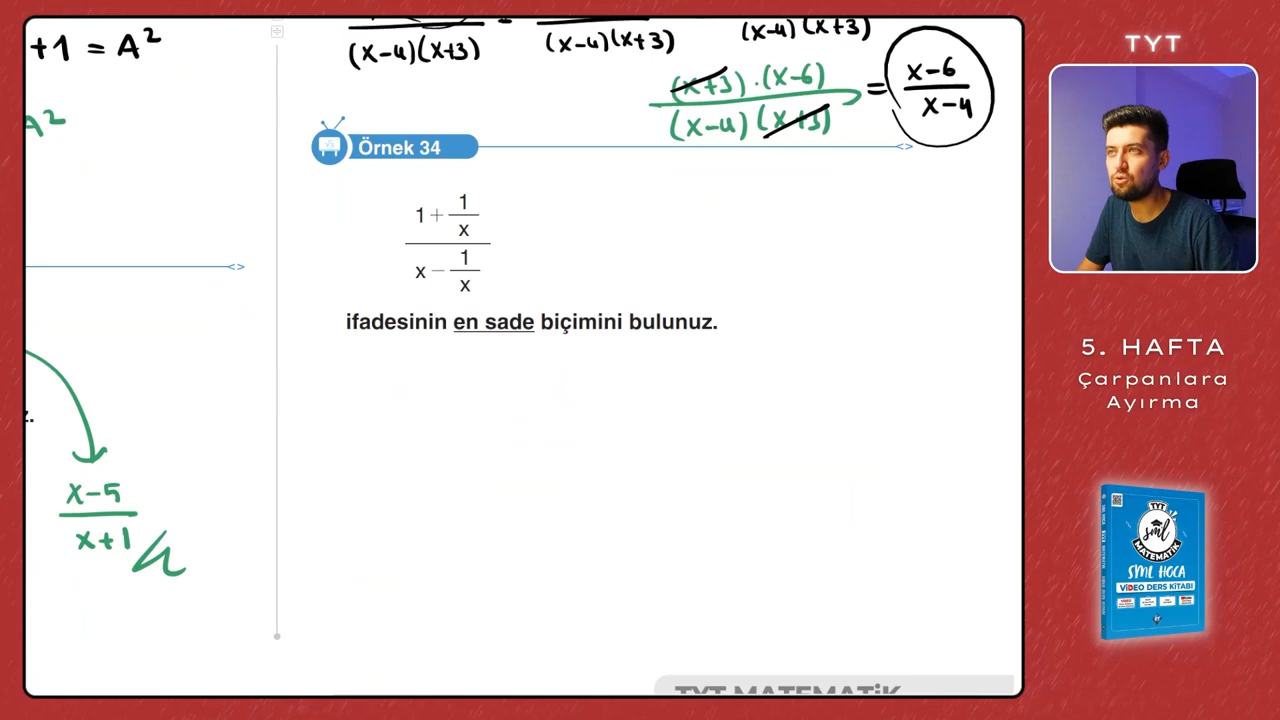 +1 = A²
A²
(x-4)(x+3) = (x-4)(x+3) (x-4)(x+3)
(x+3).(x-6) / (x-4)(x+3) = x-6 / x-4
Örnek 34
1+ 1/x
x− 1/x
ifadesinin en sade biçimini bulunuz.
z.
x-5
x+1
TYT MATEMATİK
TYT
5. HAFTA
Çarpanlara
Ayırma
TYT
sml
MATEMATİK
SML HOCA
VİDEO DERS KİTABI